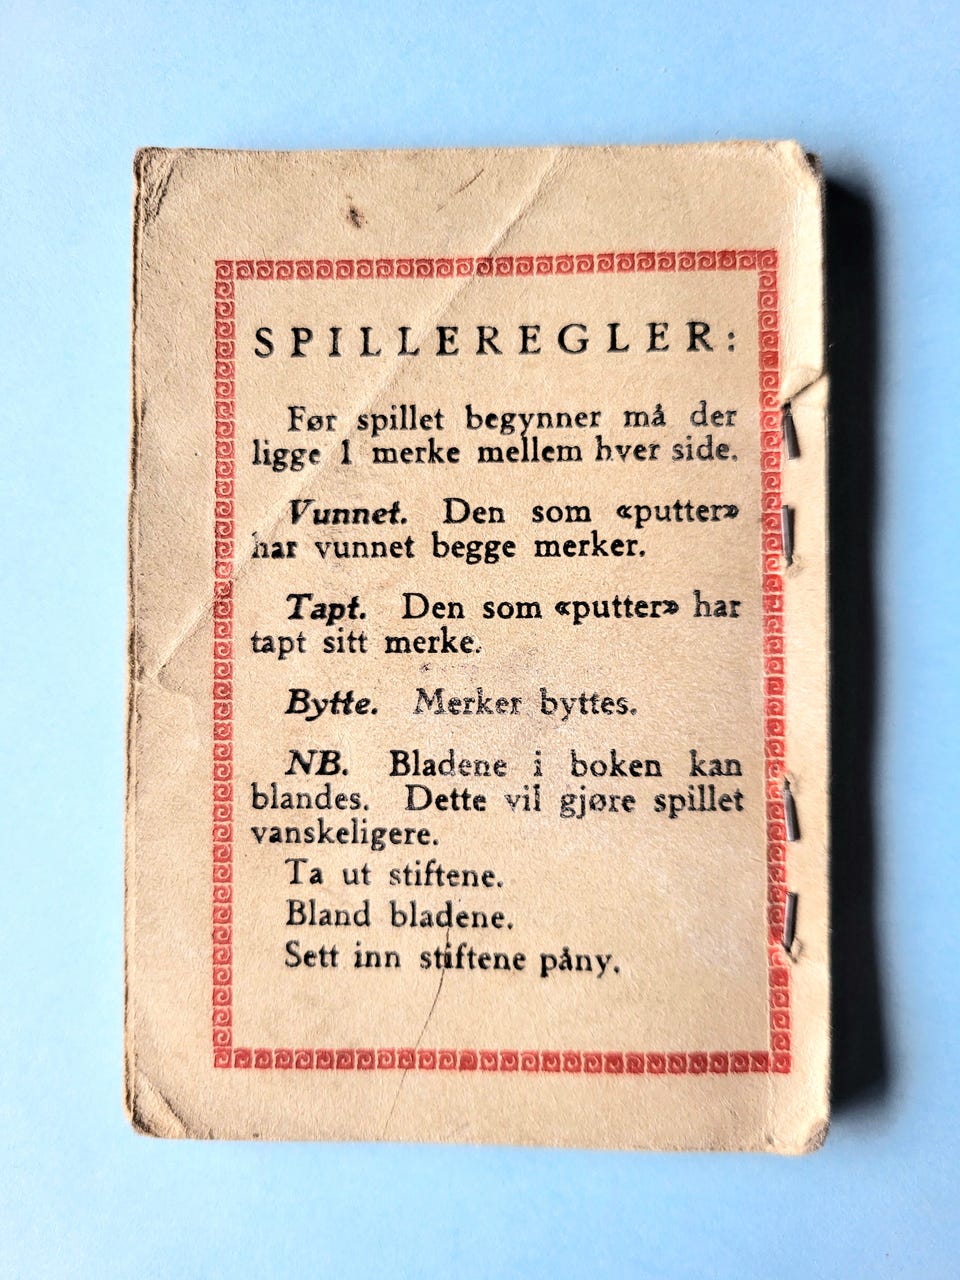 SPILLEREGLER:
Før spillet begynner må der
ligge 1 merke mellem hver side.
Vunnet. Den som «putter»
har vunnet begge merker.
Tapt. Den som «putter» har
tapt sitt merke.
Bytte. Merker byttes.
NB. Bladene i boken kan
blandes. Dette vil gjøre spillet
vanskeligere.
Ta ut stiftene.
Bland bladene.
Sett inn stiftene påny.